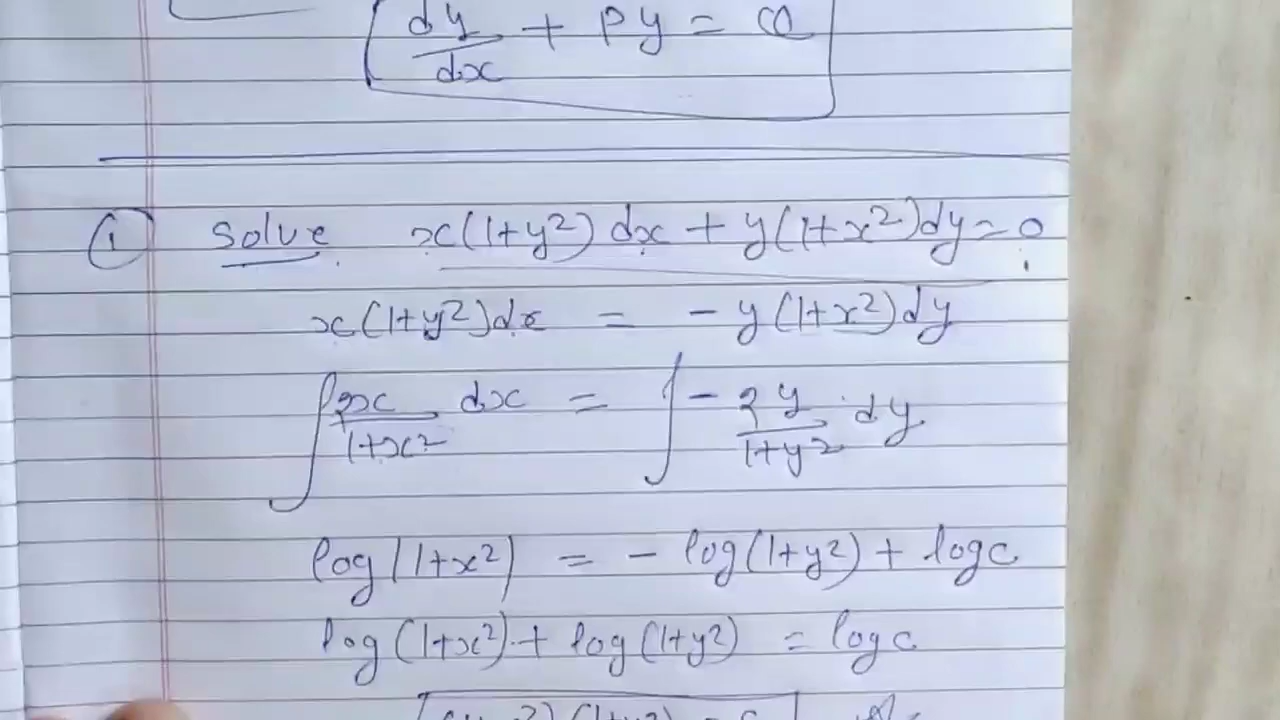 dy/dx + Py = Q
① Solve x(1+y²) dx + y(1+x²)dy = 0
x(1+y²)dx = - y(1+x²)dy
∫ 2x/(1+x²) dx = ∫ - 2y/(1+y²) dy
log(1+x²) = - log(1+y²) + log c
log(1+x²) + log(1+y²) = log c